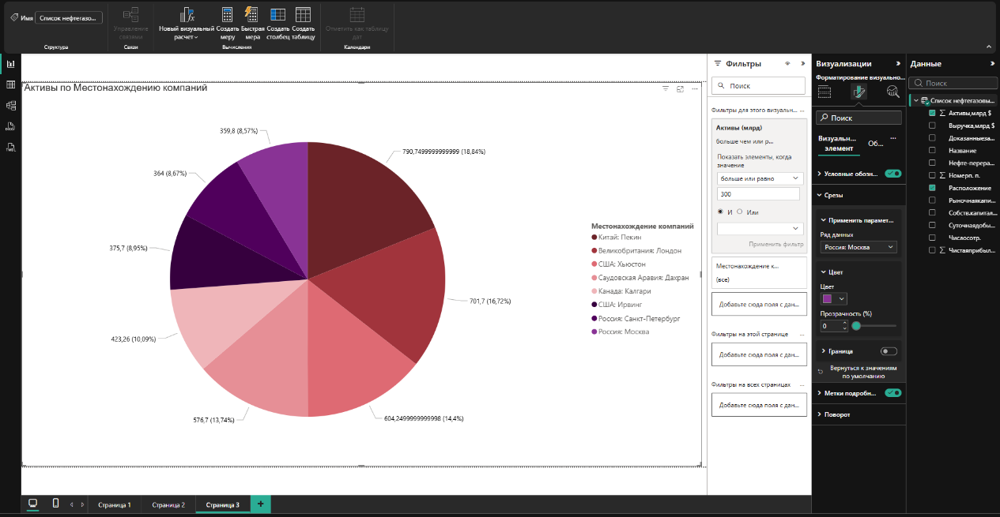 Имя
Список нефтегазо...
Структура
Управление
связями
Связи
Новый визуальный
расчет
Создать
меру
Быстрая
мера
Создать
столбец
Создать
таблицу
Вычисления
Отметить как таблицу
дат
Календари
Активы по Местонахождению компаний
359,8 (8,57%)
790,7499999999999 (18,84%)
364 (8,67%)
375,7 (8,95%)
701,7 (16,72%)
423,26 (10,09%)
576,7 (13,74%)
604,2499999999998 (14,4%)
Местонахождение компаний
Китай: Пекин
Великобритания: Лондон
США: Хьюстон
Саудовская Аравия: Дахран
Канада: Калгари
США: Ирвинг
Россия: Санкт-Петербург
Россия: Москва
Фильтры
Поиск
Фильтры для этого визуальн... ...
Активы (млрд)
больше чем или р...
Показать элементы, когда
значение
больше или равно
300
И Или
Применить фильтр
Местонахождение к...
(все)
Добавьте сюда поля с дан...
Фильтры на этой странице ...
Добавьте сюда поля с дан...
Фильтры на всех страницах ...
Добавьте сюда поля с дан...
Визуализации
Форматирование визуально...
Поиск
Визуальн...
элемент
Об...
...
Условные обозн...
Срезы
Применить парамет...
Ряд данных
Россия: Москва
Цвет
Цвет
Прозрачность (%)
0
Граница
Вернуться к значениям
по умолчанию
Метки подробн...
Поворот
Данные
Поиск
Список нефтегазовы...
Активы,млрд $
Выручка,млрд $
Доказанныеза...
Название
Нефте-перера...
Номерп. п.
Расположение
Рыночнаякапи...
Собств.капитал...
Суточнаядобы...
Числосотр.
Чистаяприбыл...
Страница 1
Страница 2
Страница 3
+